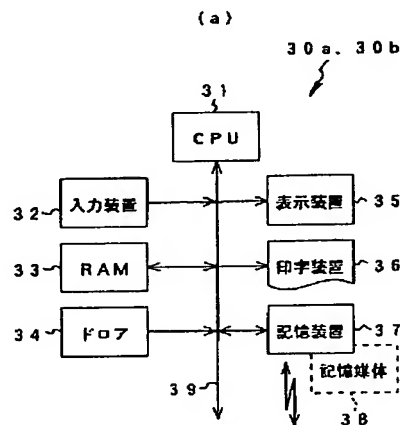 (a)
30a、30b
31
CPU
32 入力装置
表示装置 35
33 RAM
印字装置 36
34 ドロア
記憶装置 37
記憶媒体
39
38